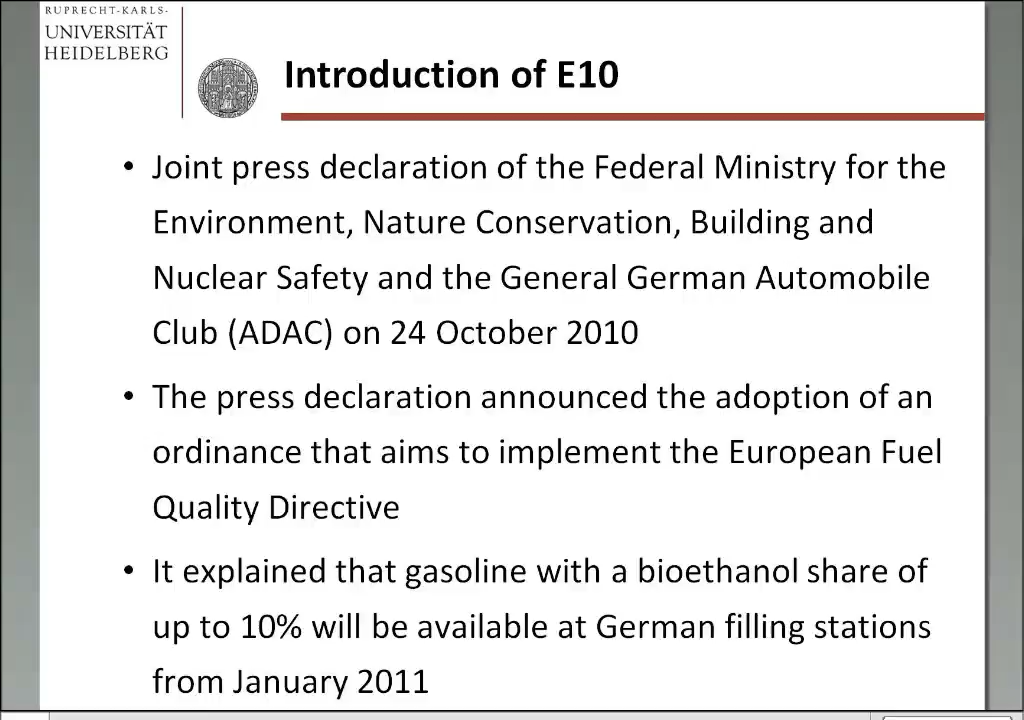 RUPRECHT-KARLS-
UNIVERSITÄT
HEIDELBERG
Introduction of E10
• Joint press declaration of the Federal Ministry for the
Environment, Nature Conservation, Building and
Nuclear Safety and the General German Automobile
Club (ADAC) on 24 October 2010
• The press declaration announced the adoption of an
ordinance that aims to implement the European Fuel
Quality Directive
• It explained that gasoline with a bioethanol share of
up to 10% will be available at German filling stations
from January 2011